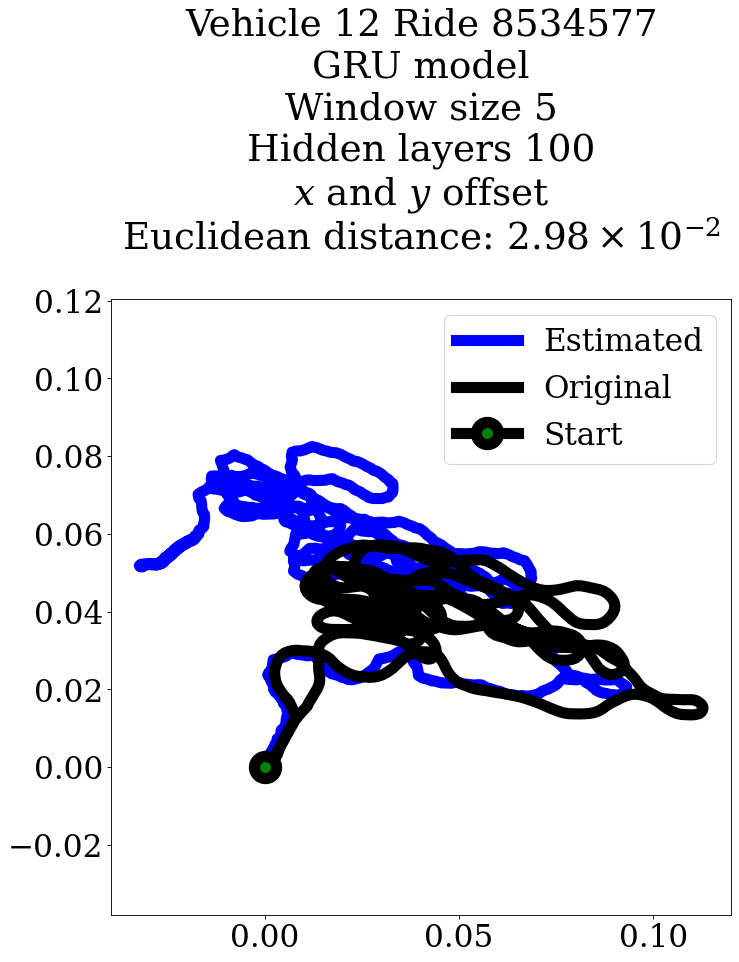 Vehicle 12 Ride 8534577
GRU model
Window size 5
Hidden layers 100
x and y offset
Euclidean distance: 2.98 × 10⁻²
0.12
0.10
0.08
0.06
0.04
0.02
0.00
−0.02
Estimated
Original
Start
0.00 0.05 0.10